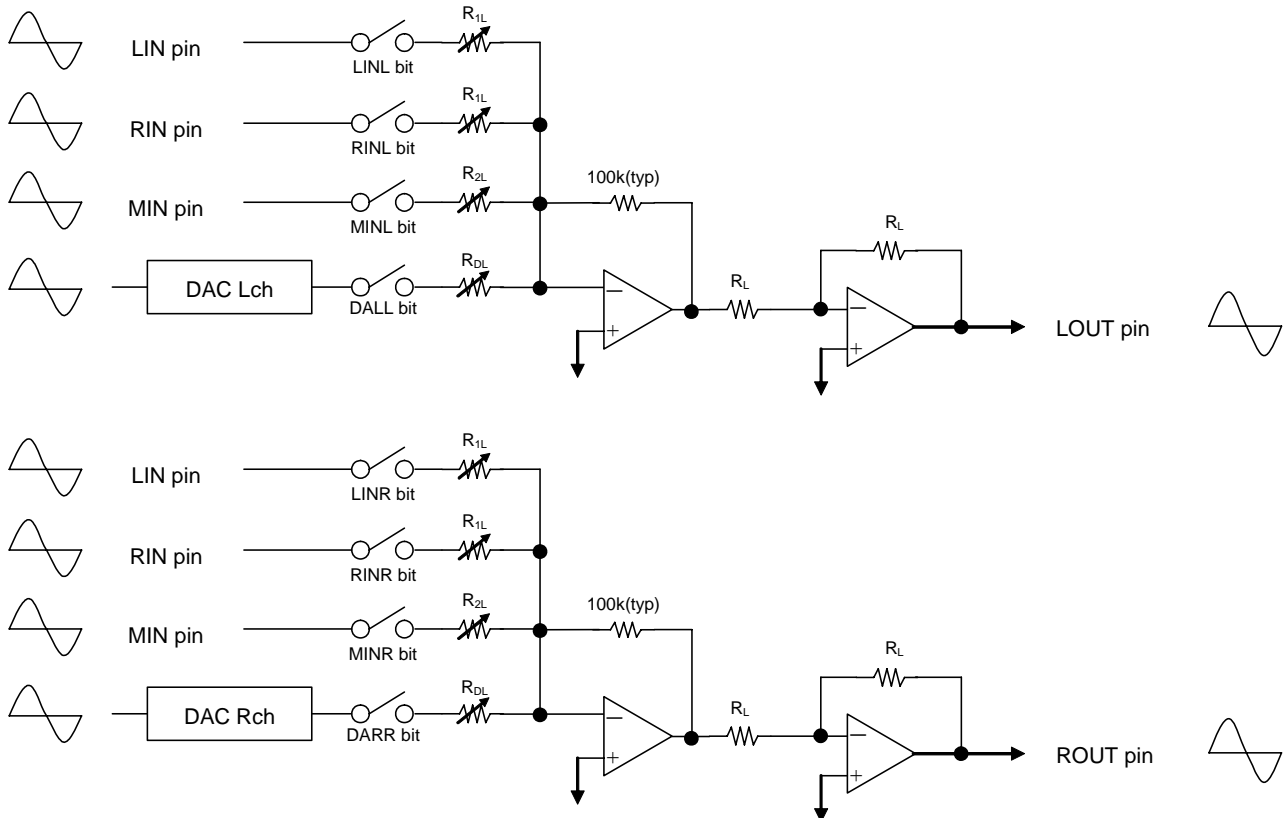 R1L
LIN pin
LINL bit
R1L
RIN pin
RINL bit
R2L
100k(typ)
MIN pin
MINL bit
RL
RDL
DAC Lch
RL
DALL bit
−
+
−
+
LOUT pin
R1L
LIN pin
LINR bit
R1L
RIN pin
RINR bit
R2L
100k(typ)
MIN pin
MINR bit
RL
RDL
DAC Rch
RL
DARR bit
−
+
−
+
ROUT pin